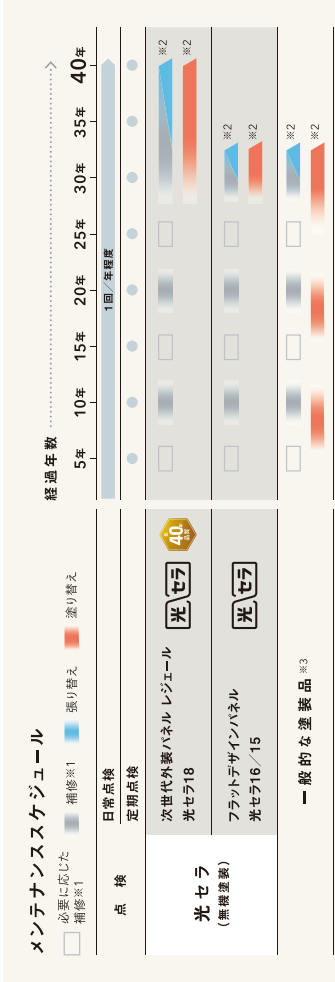 メンテナンススケジュール
必要に応じた
補修※1
補修※1
張り替え
塗り替え
経過年数
5年
10年
15年
20年
25年
30年
35年
40年
点検
日常点検
1回／年程度
定期点検
光セラ
（無機塗装）
次世代外装パネル レジェール
光セラ18
光セラ
40年
品質
※2
※2
フラットデザインパネル
光セラ16／15
光セラ
※2
※2
一般的な塗装品※3
※2
※2